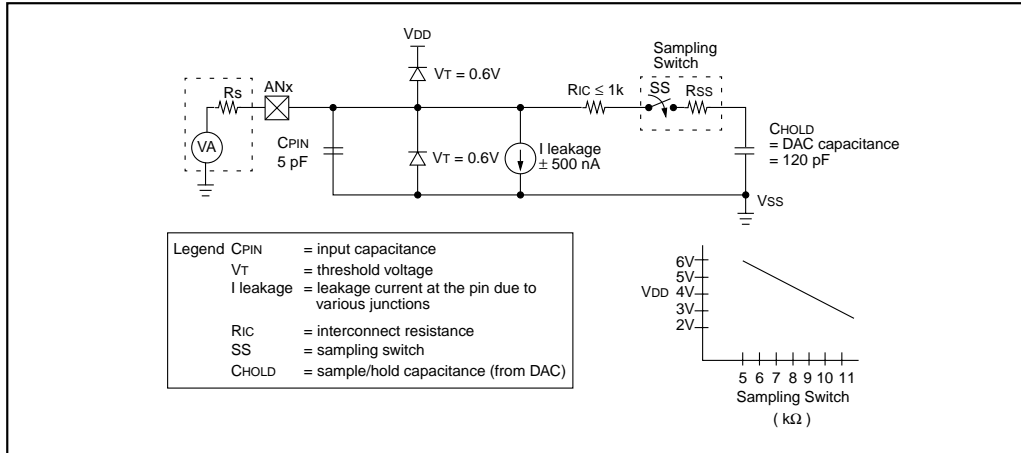 VDD
Sampling
Switch
VT = 0.6V
RIC ≤ 1k
SS
RSS
Rs
ANx
VA
CPIN
5 pF
VT = 0.6V
I leakage
± 500 nA
CHOLD
= DAC capacitance
= 120 pF
VSS
Legend CPIN = input capacitance
VT = threshold voltage
I leakage = leakage current at the pin due to
various junctions
RIC = interconnect resistance
SS = sampling switch
CHOLD = sample/hold capacitance (from DAC)
6V
5V
VDD 4V
3V
2V
5 6 7 8 9 10 11
Sampling Switch
( kΩ )